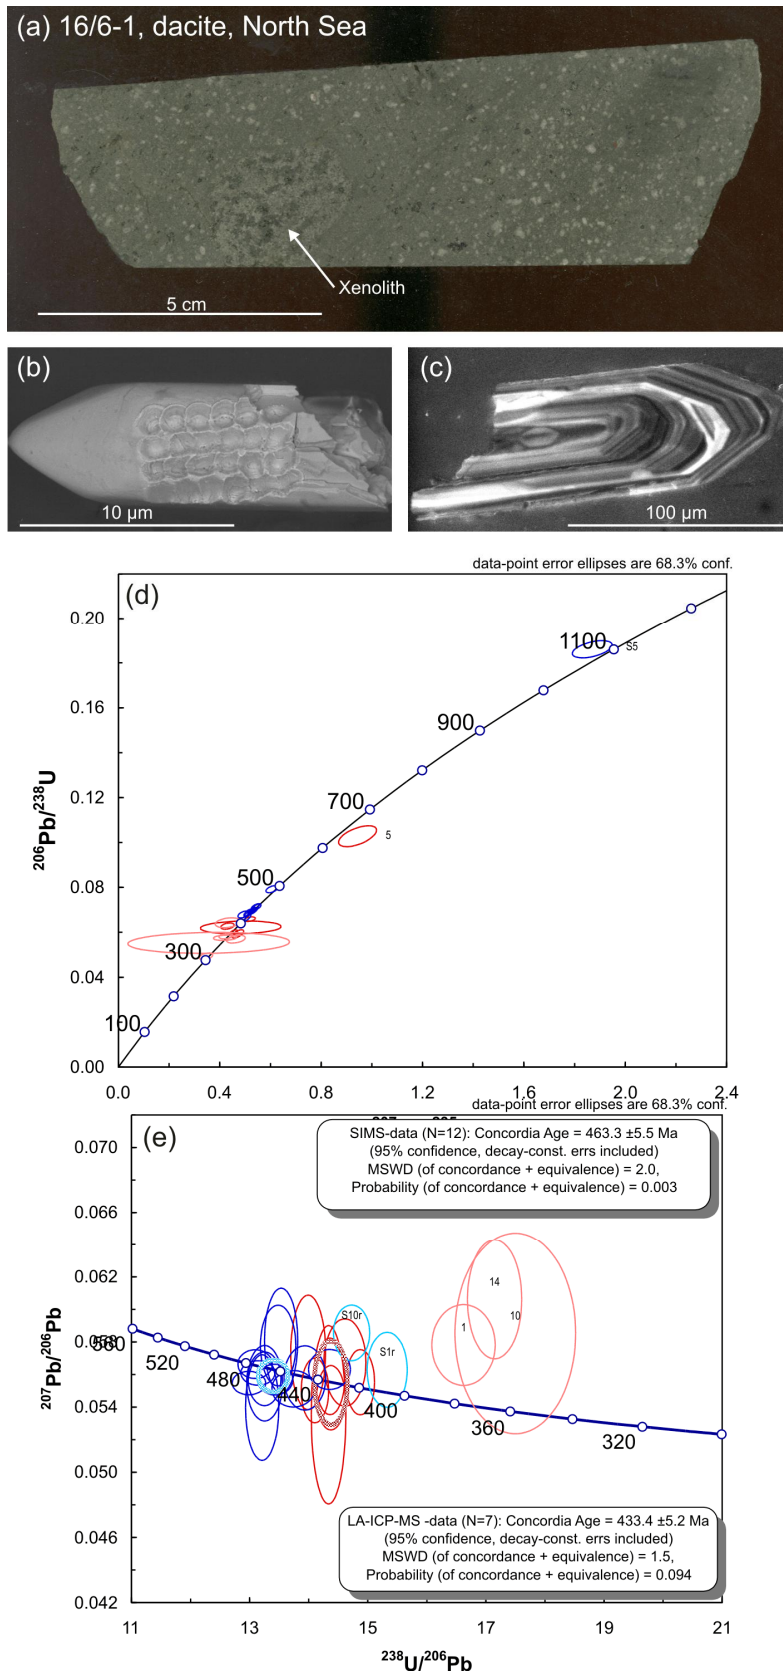 (a) 16/6-1, dacite, North Sea
Xenolith
5 cm
(b)
10 µm
(c)
100 µm
data-point error ellipses are 68.3% conf.
(d)
0.20
0.16
0.12
0.08
0.04
0.00
²⁰⁶Pb/²³⁸U
1100
S5
900
700
5
500
300
100
0.0
0.4
0.8
1.2
1.6
2.0
2.4
data-point error ellipses are 68.3% conf.
(e)
SIMS-data (N=12): Concordia Age = 463.3 ±5.5 Ma
(95% confidence, decay-const. errs included)
MSWD (of concordance + equivalence) = 2.0,
Probability (of concordance + equivalence) = 0.003
0.070
0.066
0.062
0.058
0.054
0.050
0.046
0.042
²⁰⁷Pb/²⁰⁶Pb
14
S10r
10
1
S1r
560
520
480
440
400
360
320
LA-ICP-MS -data (N=7): Concordia Age = 433.4 ±5.2 Ma
(95% confidence, decay-const. errs included)
MSWD (of concordance + equivalence) = 1.5,
Probability (of concordance + equivalence) = 0.094
11
13
15
17
19
21
²³⁸U/²⁰⁶Pb